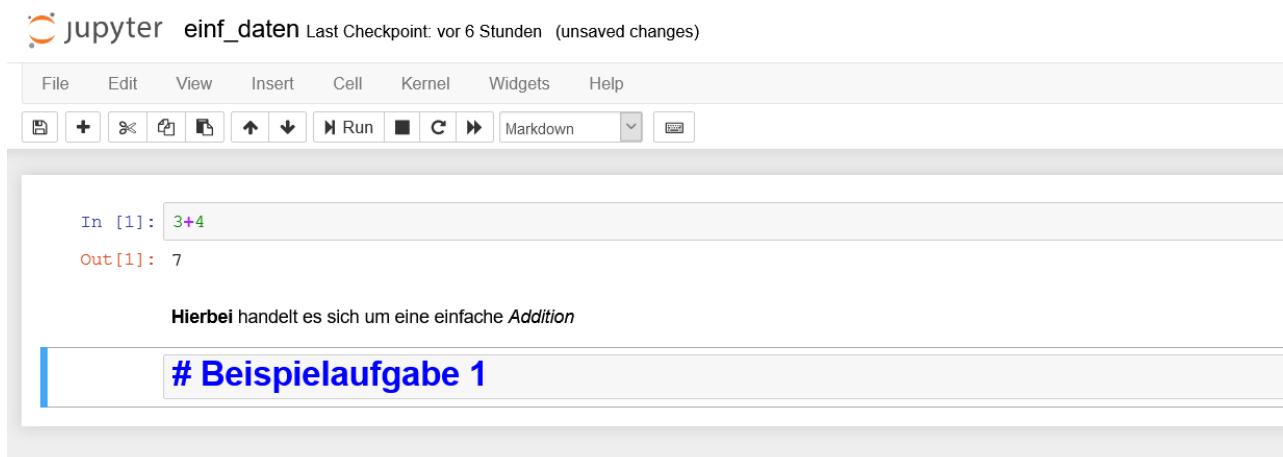 jupyter einf_daten Last Checkpoint: vor 6 Stunden (unsaved changes)
File Edit View Insert Cell Kernel Widgets Help
Run Markdown
In [1]: 3+4
Out[1]: 7
Hierbei handelt es sich um eine einfache Addition
# Beispielaufgabe 1